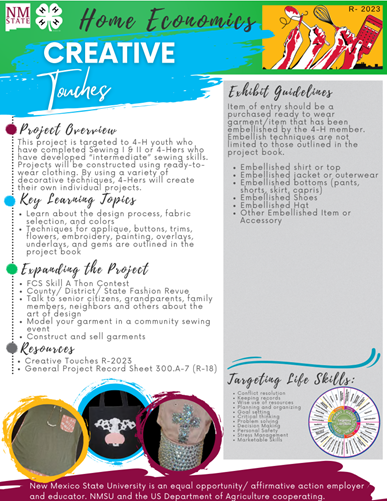 NM
STATE
Home Economics
R- 2023
CREATIVE
Touches
Project Overview
This project is targeted to 4-H youth who
have completed Sewing I & II or 4-Hers who
have developed "intermediate" sewing skills.
Projects will be constructed using ready-to-
wear clothing. By using a variety of
decorative techniques, 4-Hers will create
their own individual projects.
Key Learning Topics
Learn about the design process, fabric
selection, and colors
Techniques for applique, buttons, trims,
flowers, embroidery, painting, overlays,
underlays, and gems are outlined in the
project book
Expanding the Project
FCS Skill A Thon Contest
County/ District/ State Fashion Revue
Talk to senior citizens, grandparents, family
members, neighbors and others about the
art of design
Model your garment in a community sewing
event
Construct and sell garments
Resources
Creative Touches R-2023
General Project Record Sheet 300.A-7 (R-18)
Exhibit Guidelines
Item of entry should be a
purchased ready to wear
garment/item that has been
embellished by the 4-H member.
Embellish techniques are not
limited to those outlined in the
project book.
Embellished shirt or top
Embellished jacket or outerwear
Embellished bottoms (pants,
shorts, skirt, capris)
Embellished Shoes
Embellished Hat
Other Embellished Item or
Accessory
Targeting Life Skills:
Conflict resolution
Keeping records
Wise use of resources
Planning and organizing
Goal setting
Critical thinking
Problem solving
Decision Making
Personal Safety
Stress Management
Marketable Skills
New Mexico State University is an equal opportunity/ affirmative action employer
and educator. NMSU and the US Department of Agriculture cooperating.